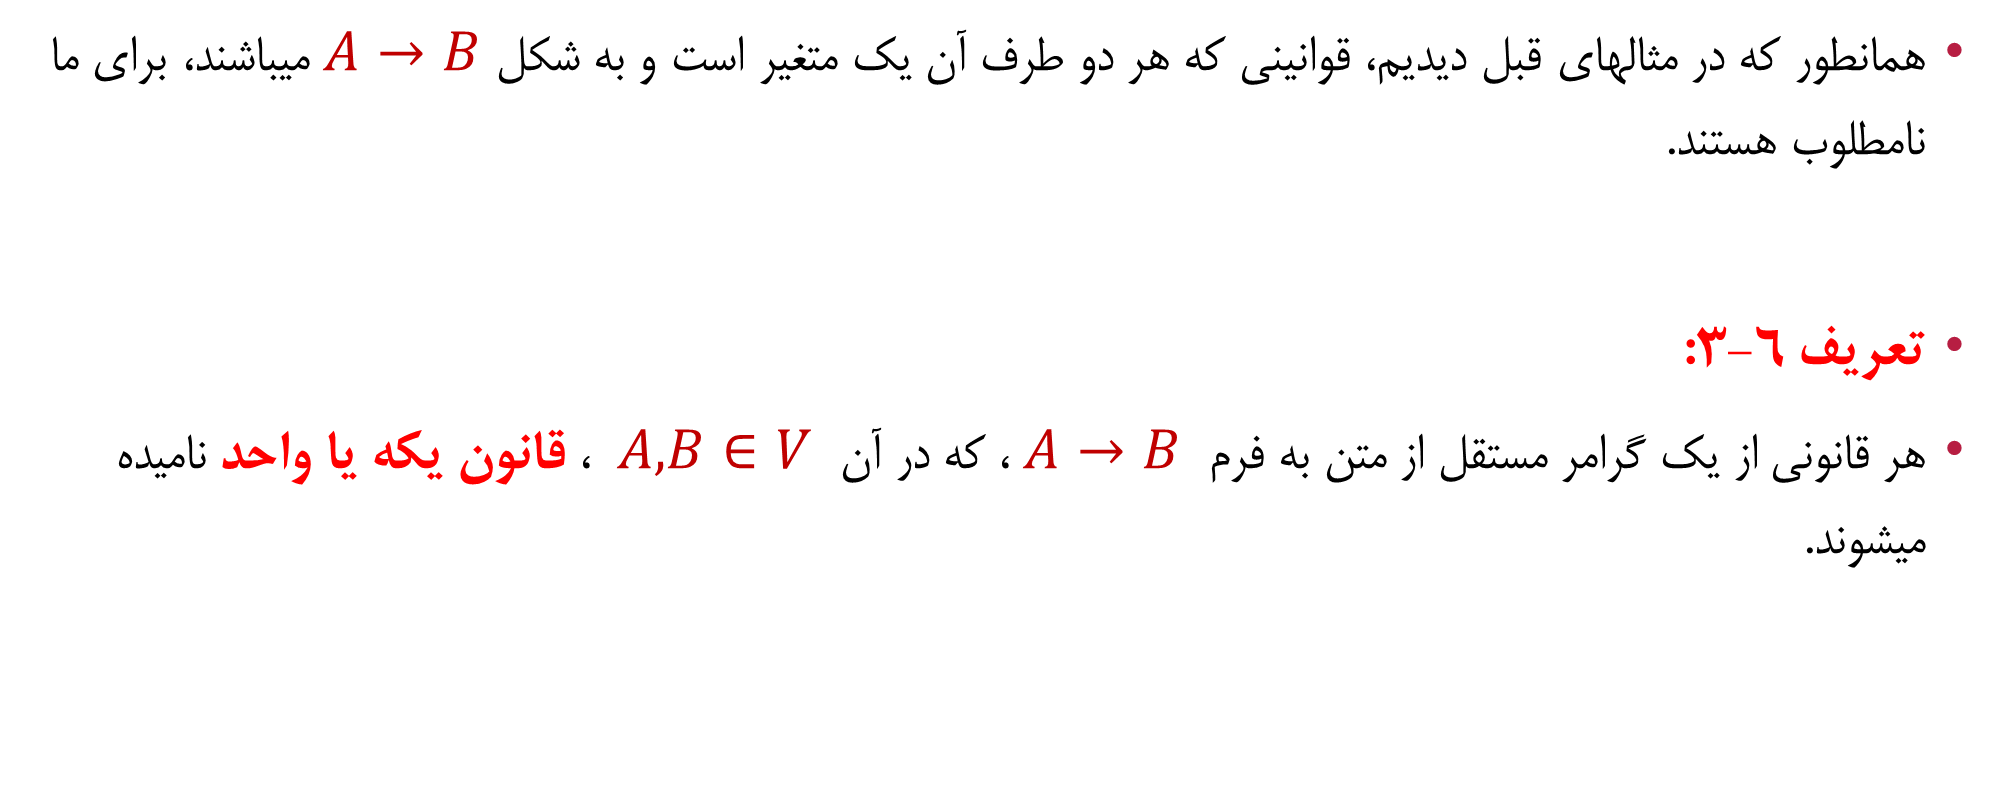 • همانطور که در مثالهای قبل دیدیم، قوانینی که هر دو طرف آن یک متغیر است و به شکل A → B میباشند، برای ما
نامطلوب هستند.
• تعریف ٦-٣:
• هر قانونی از یک گرامر مستقل از متن به فرم A → B ، که در آن A,B ∈ V ، قانون یکه یا واحد نامیده
میشوند.